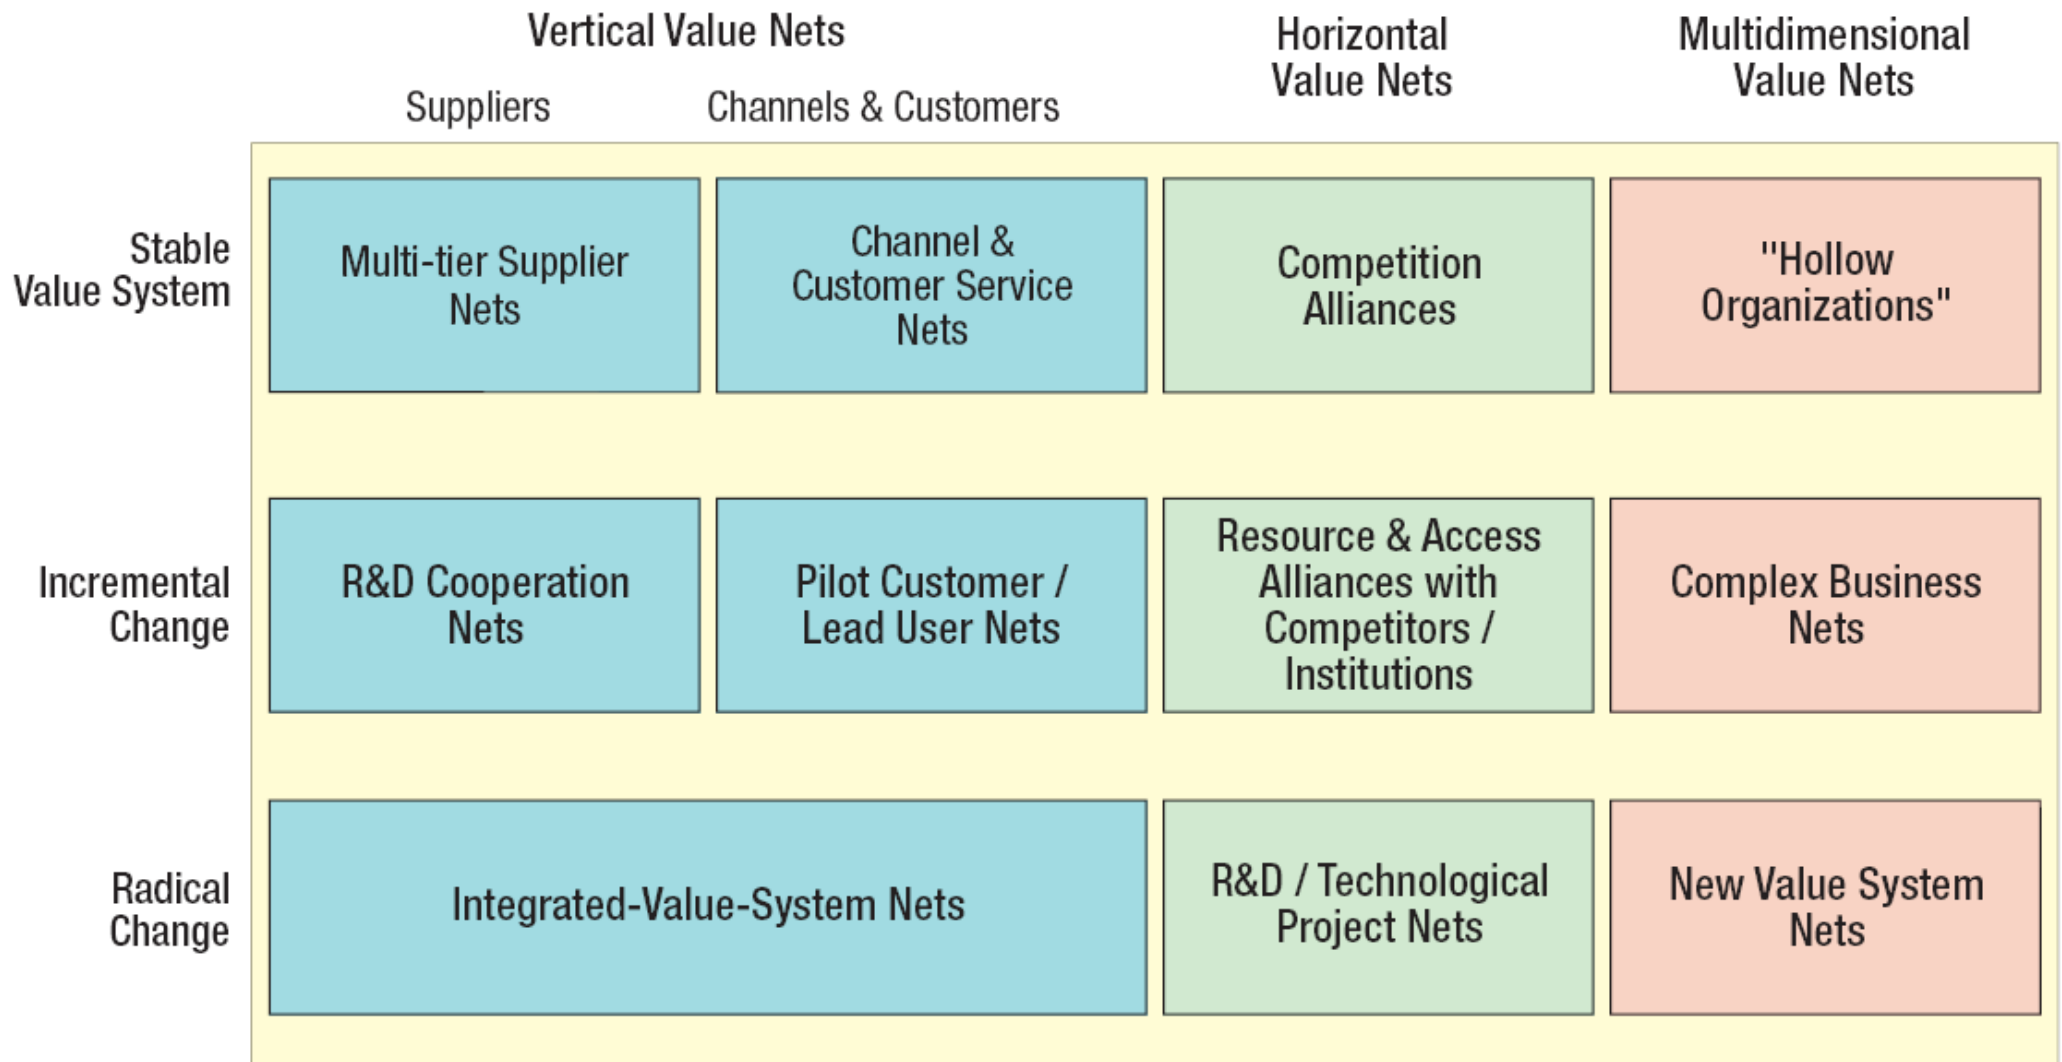 Vertical Value Nets
Horizontal
Value Nets
Multidimensional
Value Nets
Suppliers
Channels & Customers
Stable
Value System
Multi-tier Supplier
Nets
Channel &
Customer Service
Nets
Competition
Alliances
"Hollow
Organizations"
Incremental
Change
R&D Cooperation
Nets
Pilot Customer /
Lead User Nets
Resource & Access
Alliances with
Competitors /
Institutions
Complex Business
Nets
Radical
Change
Integrated-Value-System Nets
R&D / Technological
Project Nets
New Value System
Nets